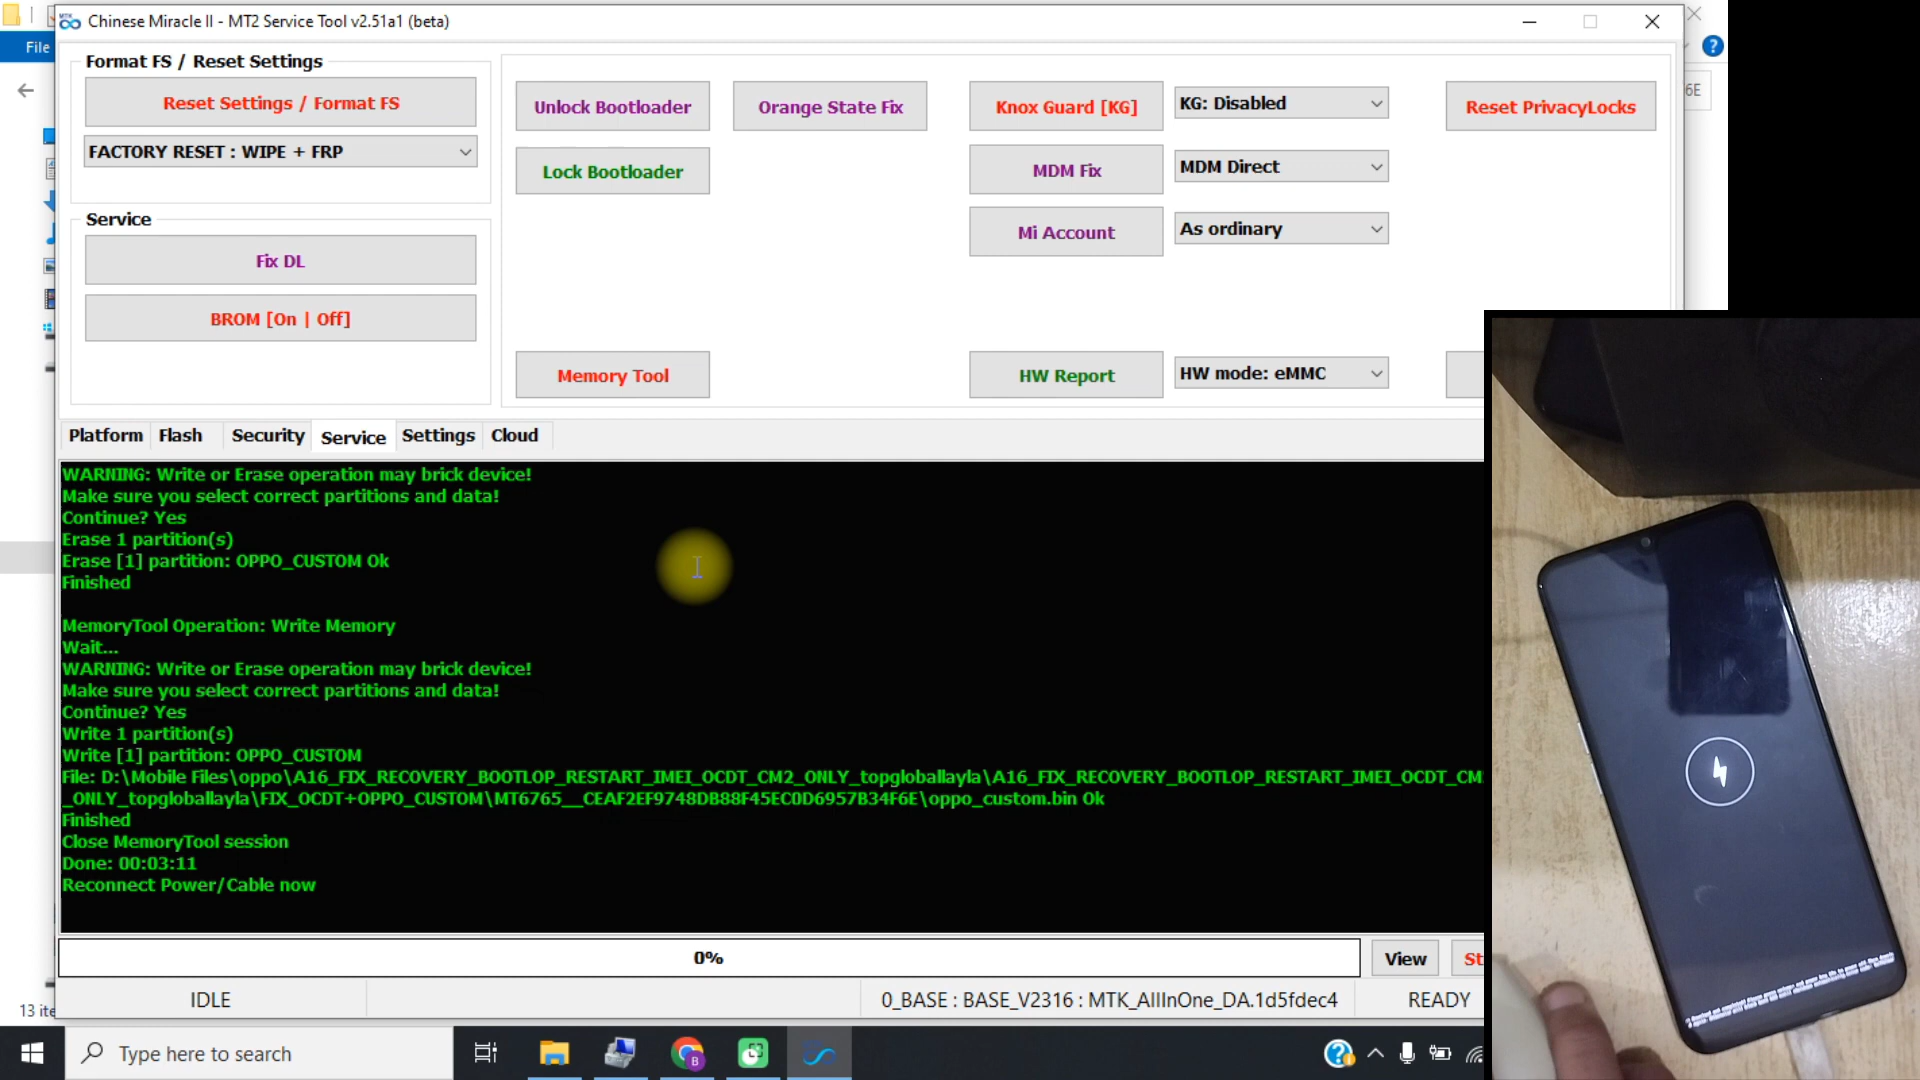 Chinese Miracle II - MT2 Service Tool v2.51a1 (beta)
File
?
6E
Format FS / Reset Settings
Reset Settings / Format FS
FACTORY RESET : WIPE + FRP
Service
Fix DL
BROM [On | Off]
Unlock Bootloader
Orange State Fix
Lock Bootloader
Memory Tool
Knox Guard [KG]
KG: Disabled
Reset PrivacyLocks
MDM Fix
MDM Direct
Mi Account
As ordinary
HW Report
HW mode: eMMC
Platform
Flash
Security
Service
Settings
Cloud
WARNING: Write or Erase operation may brick device!
Make sure you select correct partitions and data!
Continue? Yes
Erase 1 partition(s)
Erase [1] partition: OPPO_CUSTOM Ok
Finished
MemoryTool Operation: Write Memory
Wait...
WARNING: Write or Erase operation may brick device!
Make sure you select correct partitions and data!
Continue? Yes
Write 1 partition(s)
Write [1] partition: OPPO_CUSTOM
File: D:\Mobile Files\oppo\A16_FIX_RECOVERY_BOOTLOP_RESTART_IMEI_OCDT_CM2_ONLY_topgloballayla\A16_FIX_RECOVERY_BOOTLOP_RESTART_IMEI_OCDT_CM
_ONLY_topgloballayla\FIX_OCDT+OPPO_CUSTOM\MT6765__CEAF2EF9748DB88F45EC0D6957B34F6E\oppo_custom.bin Ok
Finished
Close MemoryTool session
Done: 00:03:11
Reconnect Power/Cable now
0%
View
St
IDLE
0_BASE : BASE_V2316 : MTK_AllInOne_DA.1d5fdec4
READY
13 ite
Type here to search